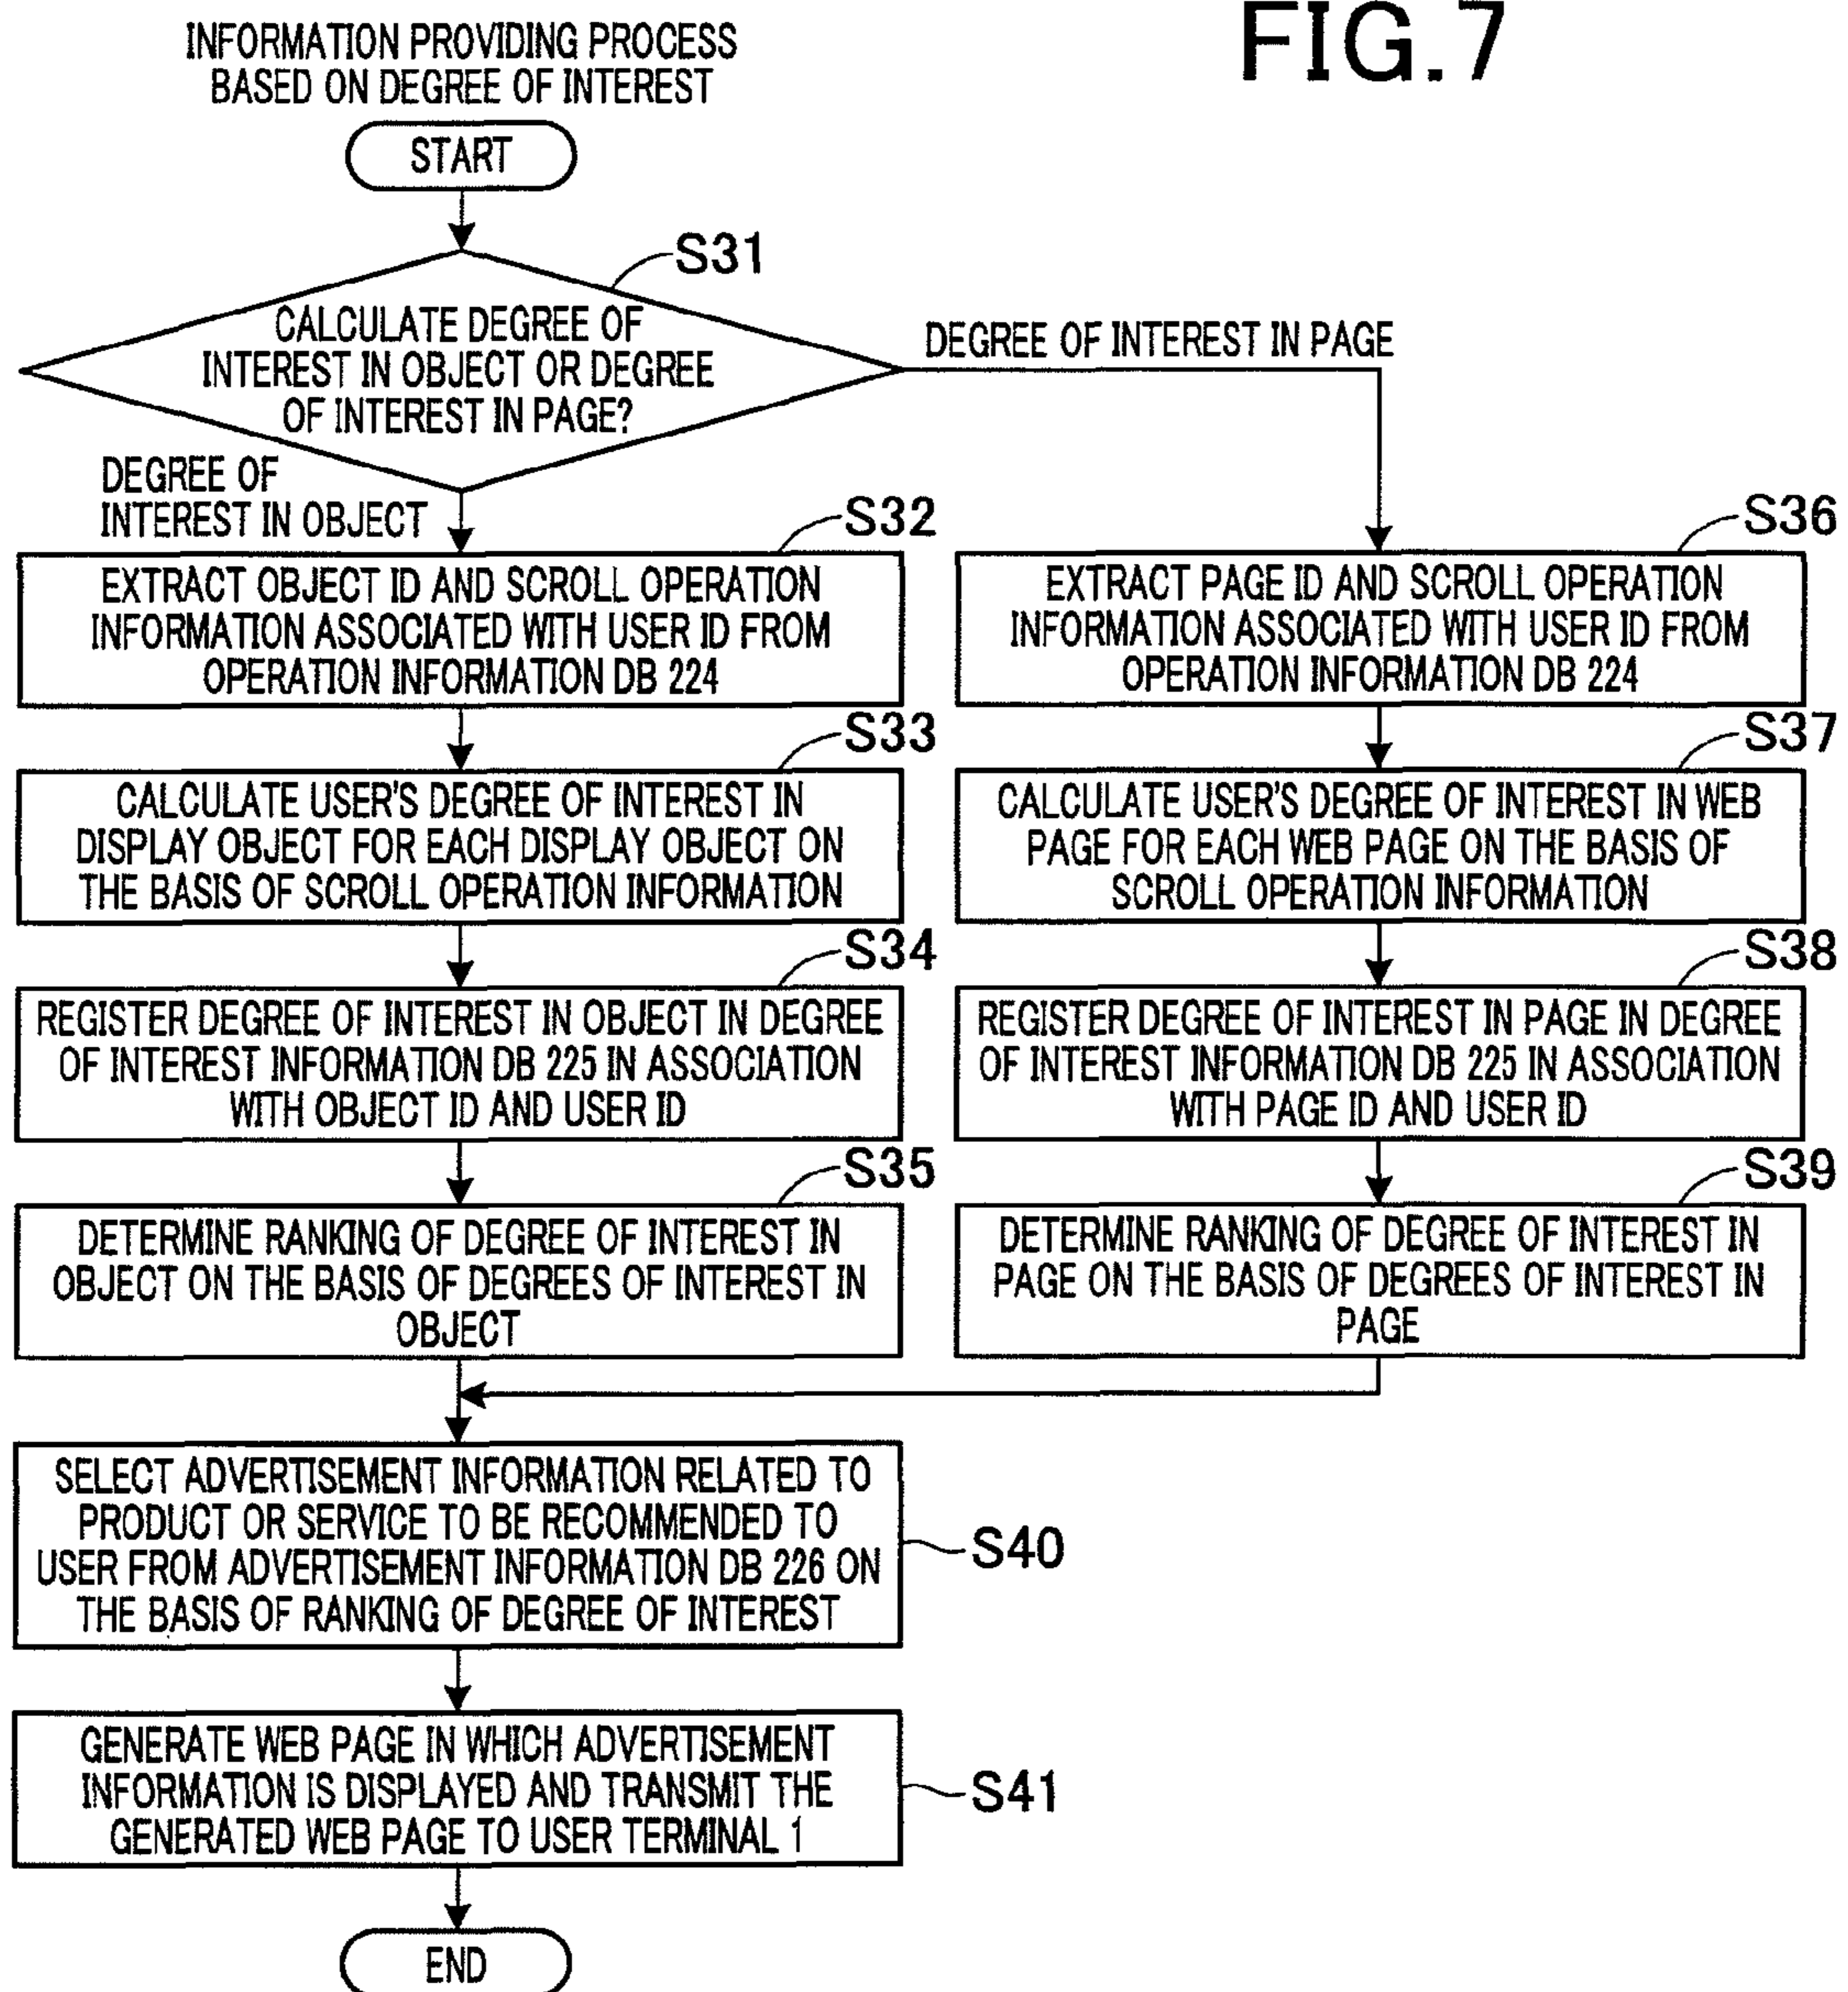 FIG.7
INFORMATION PROVIDING PROCESS
BASED ON DEGREE OF INTEREST
START
S31
CALCULATE DEGREE OF
INTEREST IN OBJECT OR DEGREE
OF INTEREST IN PAGE?
DEGREE OF INTEREST IN PAGE
DEGREE OF
INTEREST IN OBJECT
S32
EXTRACT OBJECT ID AND SCROLL OPERATION
INFORMATION ASSOCIATED WITH USER ID FROM
OPERATION INFORMATION DB 224
S33
CALCULATE USER'S DEGREE OF INTEREST IN
DISPLAY OBJECT FOR EACH DISPLAY OBJECT ON
THE BASIS OF SCROLL OPERATION INFORMATION
S34
REGISTER DEGREE OF INTEREST IN OBJECT IN DEGREE
OF INTEREST INFORMATION DB 225 IN ASSOCIATION
WITH OBJECT ID AND USER ID
S35
DETERMINE RANKING OF DEGREE OF INTEREST IN
OBJECT ON THE BASIS OF DEGREES OF INTEREST IN
OBJECT
S36
EXTRACT PAGE ID AND SCROLL OPERATION
INFORMATION ASSOCIATED WITH USER ID FROM
OPERATION INFORMATION DB 224
S37
CALCULATE USER'S DEGREE OF INTEREST IN WEB
PAGE FOR EACH WEB PAGE ON THE BASIS OF
SCROLL OPERATION INFORMATION
S38
REGISTER DEGREE OF INTEREST IN PAGE IN DEGREE
OF INTEREST INFORMATION DB 225 IN ASSOCIATION
WITH PAGE ID AND USER ID
S39
DETERMINE RANKING OF DEGREE OF INTEREST IN
PAGE ON THE BASIS OF DEGREES OF INTEREST IN
PAGE
SELECT ADVERTISEMENT INFORMATION RELATED TO
PRODUCT OR SERVICE TO BE RECOMMENDED TO
USER FROM ADVERTISEMENT INFORMATION DB 226 ON
THE BASIS OF RANKING OF DEGREE OF INTEREST
S40
GENERATE WEB PAGE IN WHICH ADVERTISEMENT
INFORMATION IS DISPLAYED AND TRANSMIT THE
GENERATED WEB PAGE TO USER TERMINAL 1
S41
END